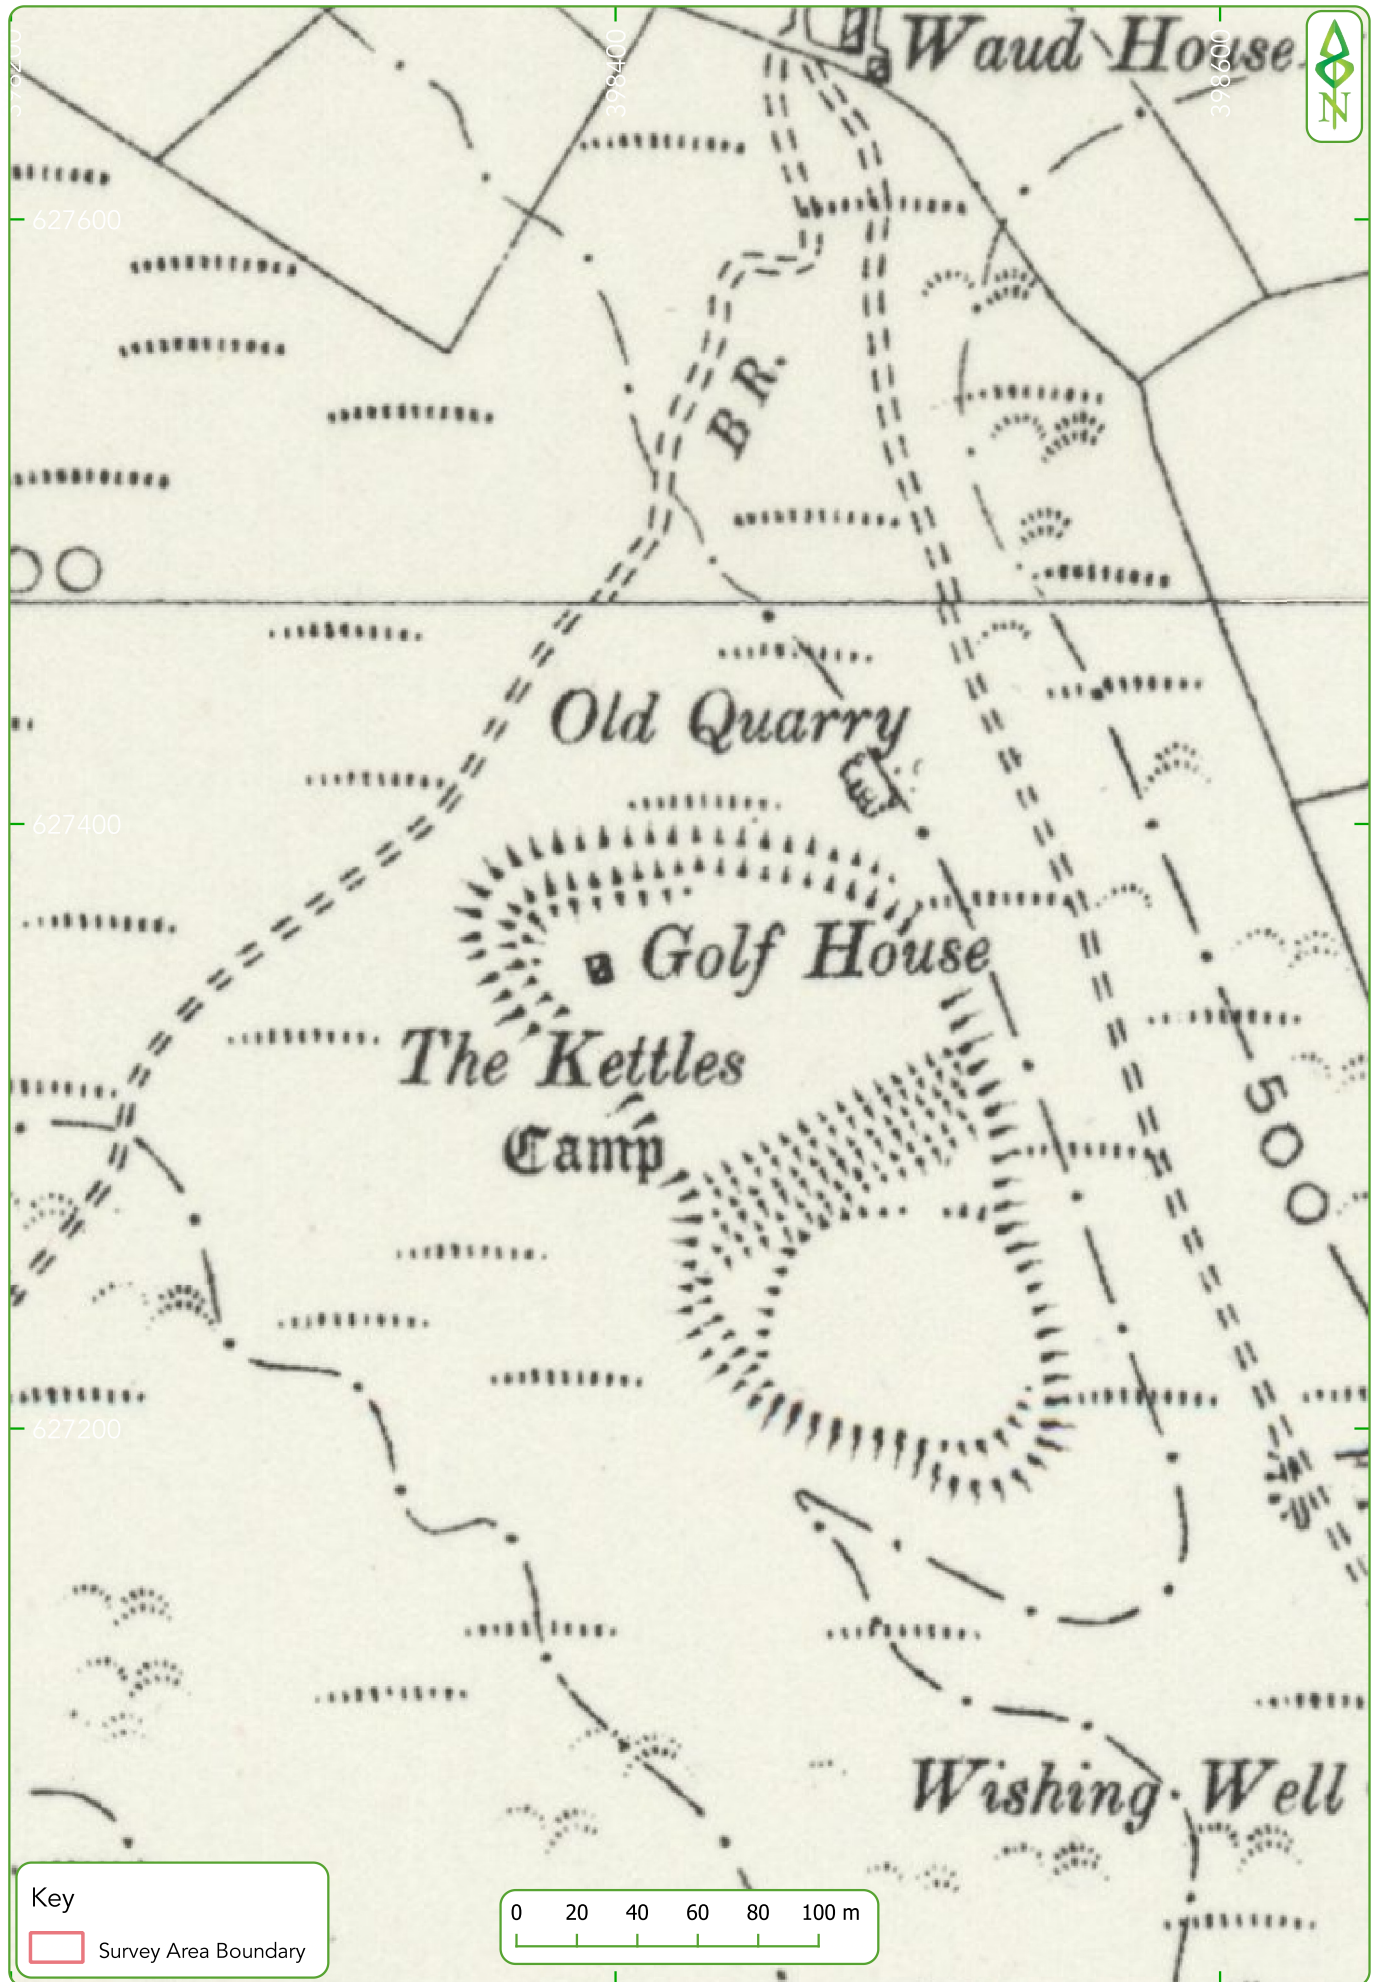 398400
398600
Waud House.
N
627600
B R.
Old Quarry
627400
Golf House
The Kettles
Camp
500
627200
Wishing Well
Key
Survey Area Boundary
0 20 40 60 80 100 m